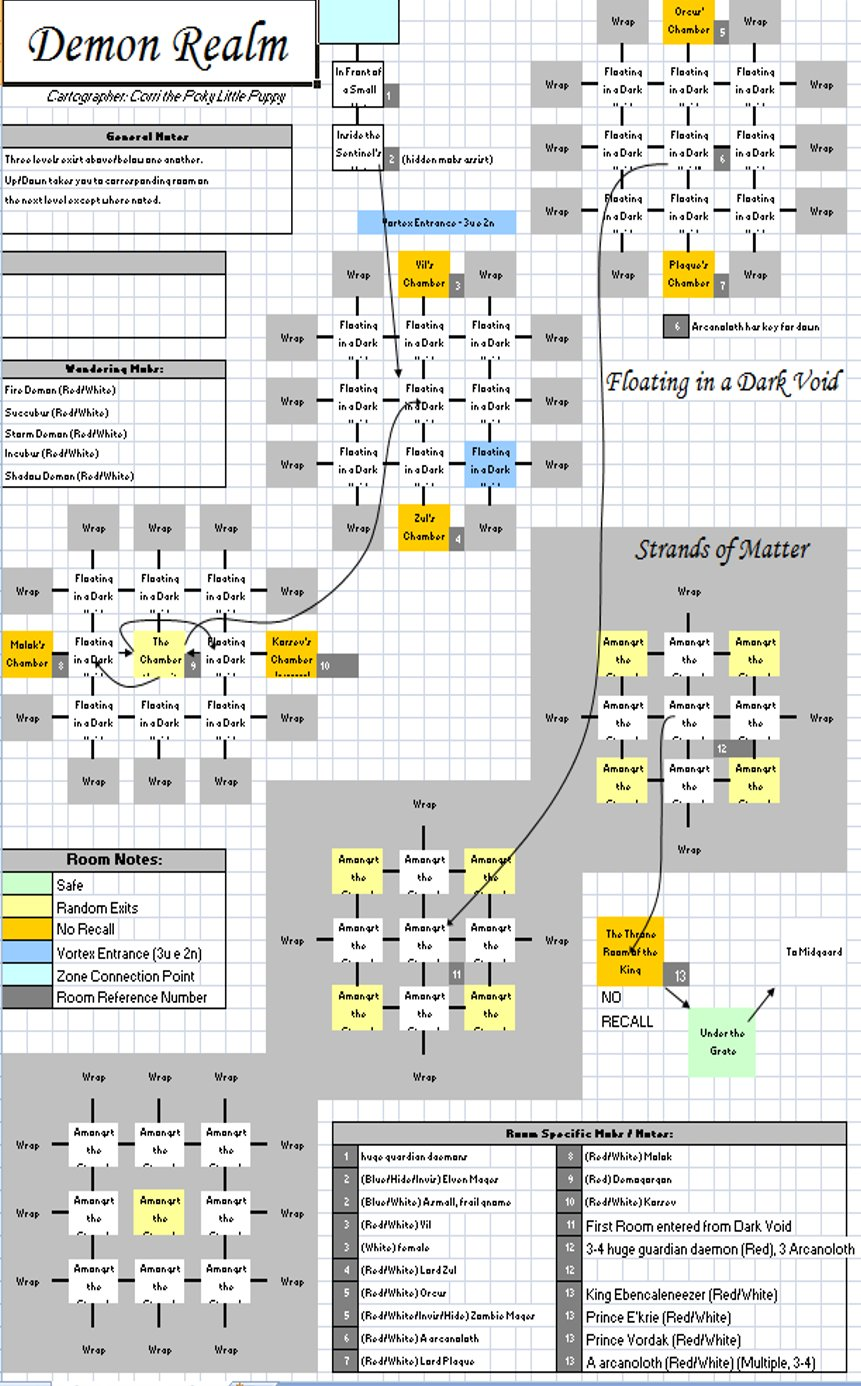 Demon Realm
Cartographer: Corri the Poky Little Puppy
General Notes
Three levels exist above/below one another.
Up/Down takes you to corresponding room on
the next level except where noted.
Wandering Mobs:
Fire Demon (Red/White)
Succubus (Red/White)
Storm Demon (Red/White)
Incubus (Red/White)
Shadow Demon (Red/White)
In Front of
a Small
1
Inside the
Sentinel's
2
(hidden mobs assist)
Vortex Entrance - 3u e 2n
Wrap
Orcus'
Chamber
5
Wrap
Wrap
Floating
in a Dark
Floating
in a Dark
Floating
in a Dark
Wrap
Wrap
Floating
in a Dark
Floating
in a Dark
6
Floating
in a Dark
Wrap
Wrap
Floating
in a Dark
Floating
in a Dark
Floating
in a Dark
Wrap
Wrap
Plaque's
Chamber
7
Wrap
6
Arcanoloth has key for down
Floating in a Dark Void
Wrap
Vil's
Chamber
3
Wrap
Wrap
Floating
in a Dark
Floating
in a Dark
Floating
in a Dark
Wrap
Wrap
Floating
in a Dark
Floating
in a Dark
Floating
in a Dark
Wrap
Wrap
Floating
in a Dark
Floating
in a Dark
Floating
in a Dark
Wrap
Wrap
Zul's
Chamber
4
Wrap
Wrap
Wrap
Wrap
Wrap
Floating
in a Dark
Floating
in a Dark
Floating
in a Dark
Wrap
Malak's
Chamber
8
Floating
in a Dark
The
Chamber
9
Floating
in a Dark
Karsev's
Chamber
10
Wrap
Floating
in a Dark
Floating
in a Dark
Floating
in a Dark
Wrap
Wrap
Wrap
Wrap
Strands of Matter
Wrap
Amongst
the
Amongst
the
Amongst
the
Wrap
Amongst
the
Amongst
the
Amongst
the
Wrap
12
Amongst
the
Amongst
the
Amongst
the
Wrap
Wrap
Amongst
the
Amongst
the
Amongst
the
Wrap
Amongst
the
Amongst
the
Amongst
the
Wrap
11
Amongst
the
Amongst
the
Amongst
the
Wrap
The Throne
Room of the
King
13
NO
RECALL
Under the
Grate
To Midgaard
Room Notes:
Safe
Random Exits
No Recall
Vortex Entrance (3u e 2n)
Zone Connection Point
Room Reference Number
Wrap
Wrap
Wrap
Wrap
Amongst
the
Amongst
the
Amongst
the
Wrap
Wrap
Amongst
the
Amongst
the
Amongst
the
Wrap
Wrap
Amongst
the
Amongst
the
Amongst
the
Wrap
Wrap
Wrap
Wrap
Room Specific Mobs / Notes:
1 huge guardian daemons
2 (Blue/Hide/Invis) Elven Mages
2 (Blue/White) A small, frail gnome
3 (Red/White) Vil
3 (White) female
4 (Red/White) Lord Zul
5 (Red/White) Orcus
5 (Red/White/Invis/Hide) Zombie Mages
6 (Red/White) A arcanoloth
7 (Red/White) Lord Plaque
8 (Red/White) Malak
9 (Red) Demogorgan
10 (Red/White) Karsev
11 First Room entered from Dark Void
12 3-4 huge guardian daemon (Red), 3 Arcanoloth
12
13 King Ebencaleneezer (Red/White)
13 Prince E'krie (Red/White)
13 Prince Vordak (Red/White)
13 A arcanoloth (Red/White) (Multiple, 3-4)